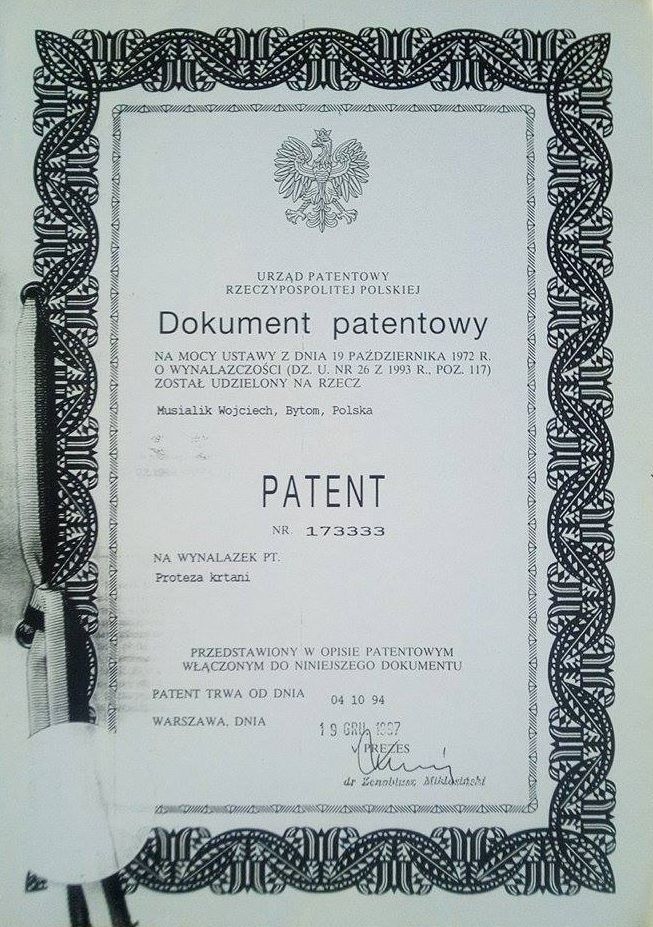 URZĄD PATENTOWY
RZECZYPOSPOLITEJ POLSKIEJ
Dokument patentowy
NA MOCY USTAWY Z DNIA 19 PAŹDZIERNIKA 1972 R.
O WYNALAZCZOŚCI (DZ. U. NR 26 Z 1993 R., POZ. 117)
ZOSTAŁ UDZIELONY NA RZECZ
Musialik Wojciech, Bytom, Polska
PATENT
NR. 173333
NA WYNALAZEK PT.
Proteza krtani
PRZEDSTAWIONY W OPISIE PATENTOWYM
WŁĄCZONYM DO NINIEJSZEGO DOKUMENTU
PATENT TRWA OD DNIA 04 10 94
WARSZAWA, DNIA 19 GRU. 1997
PREZES
dr